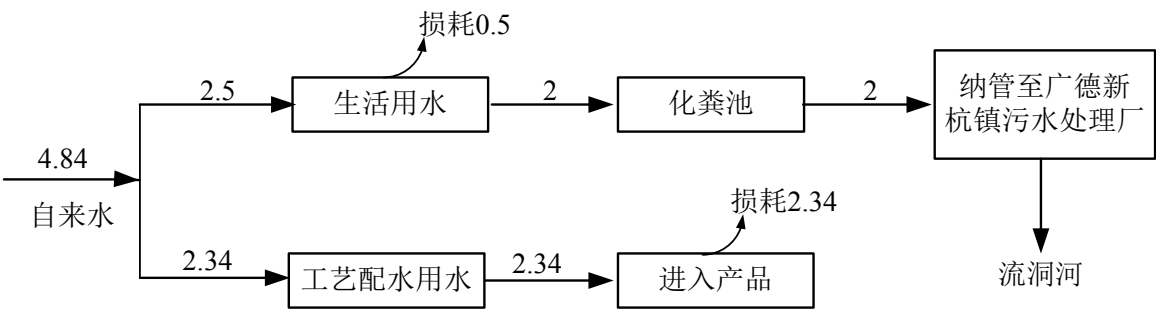 损耗0.5
2.5
生活用水
2
化粪池
2
纳管至广德新
杭镇污水处理厂
4.84
自来水
损耗2.34
2.34
工艺配水用水
2.34
进入产品
流洞河